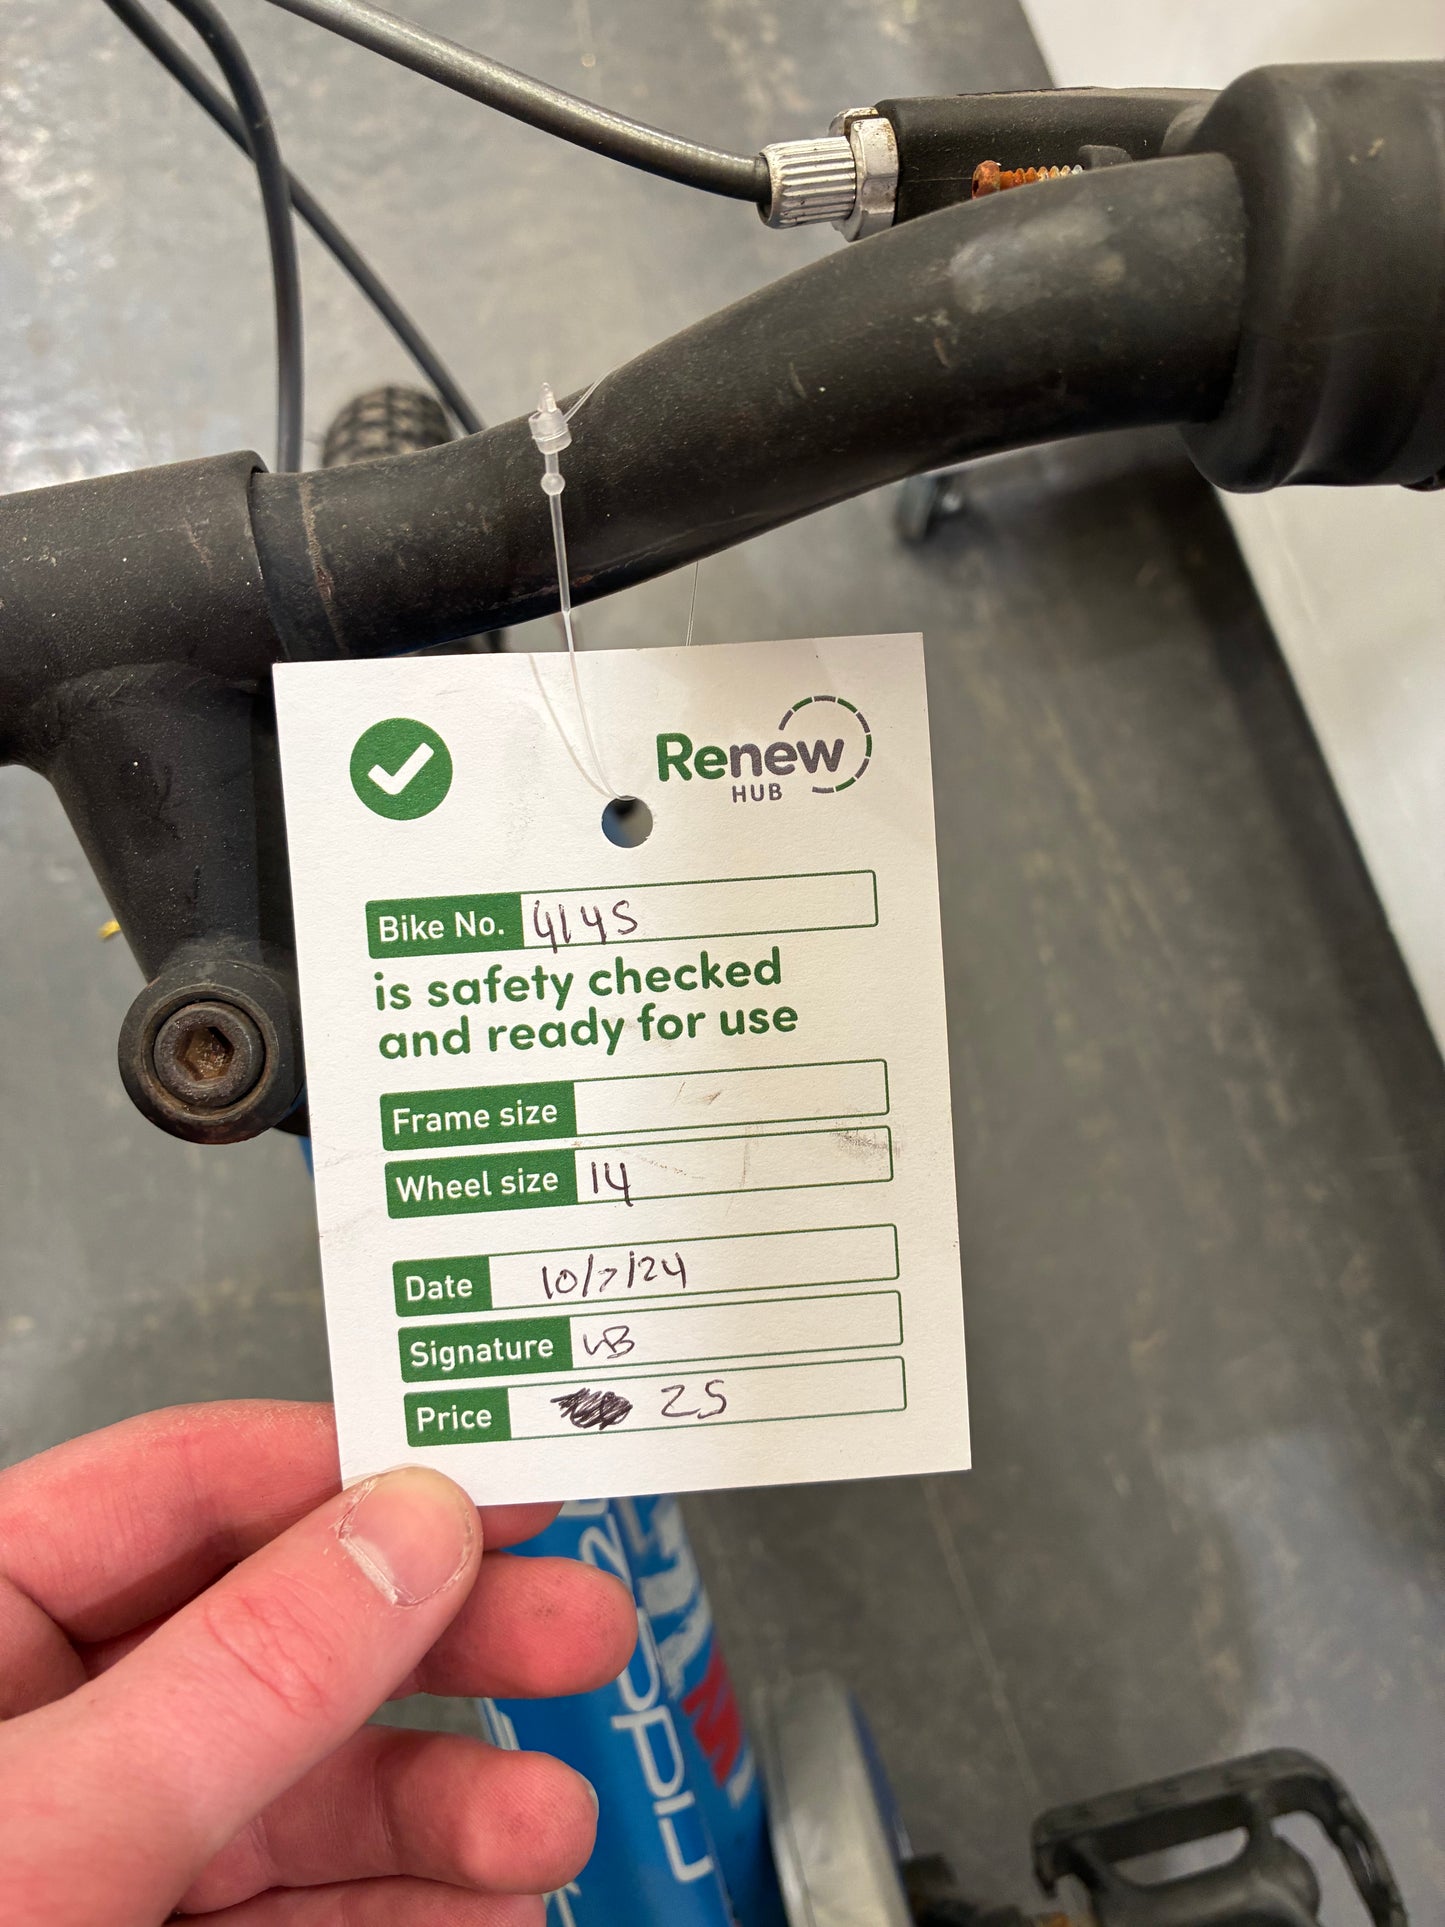 Renew
HUB
Bike No. 4145
is safety checked
and ready for use
Frame size
Wheel size 14
Date 10/7/24
Signature
Price 25